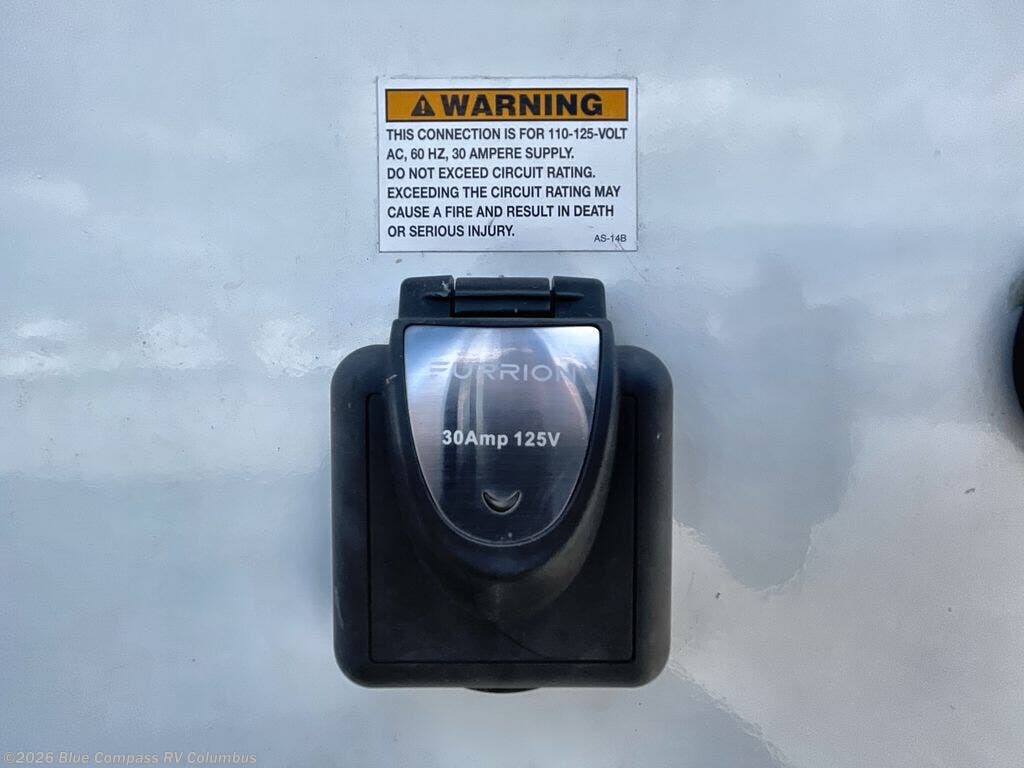 WARNING
THIS CONNECTION IS FOR 110-125-VOLT
AC, 60 HZ, 30 AMPERE SUPPLY.
DO NOT EXCEED CIRCUIT RATING.
EXCEEDING THE CIRCUIT RATING MAY
CAUSE A FIRE AND RESULT IN DEATH
OR SERIOUS INJURY.
AS-14B
FURRION
30Amp 125V
©2026 Blue Compass RV Columbus